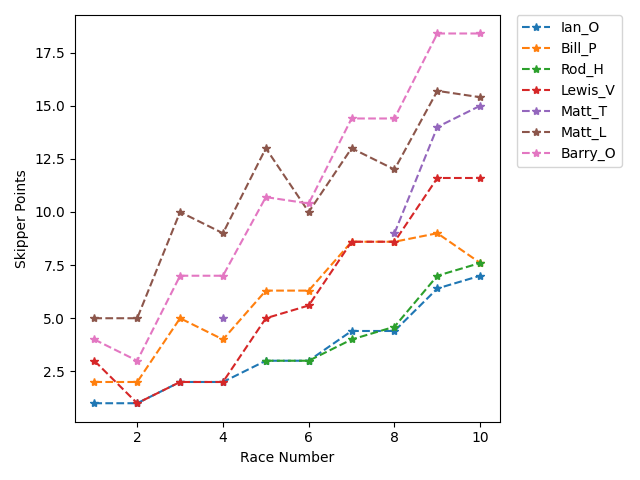 17.5
15.0
12.5
10.0
7.5
5.0
2.5
Skipper Points
2 4 6 8 10
Race Number
Ian_O
Bill_P
Rod_H
Lewis_V
Matt_T
Matt_L
Barry_O